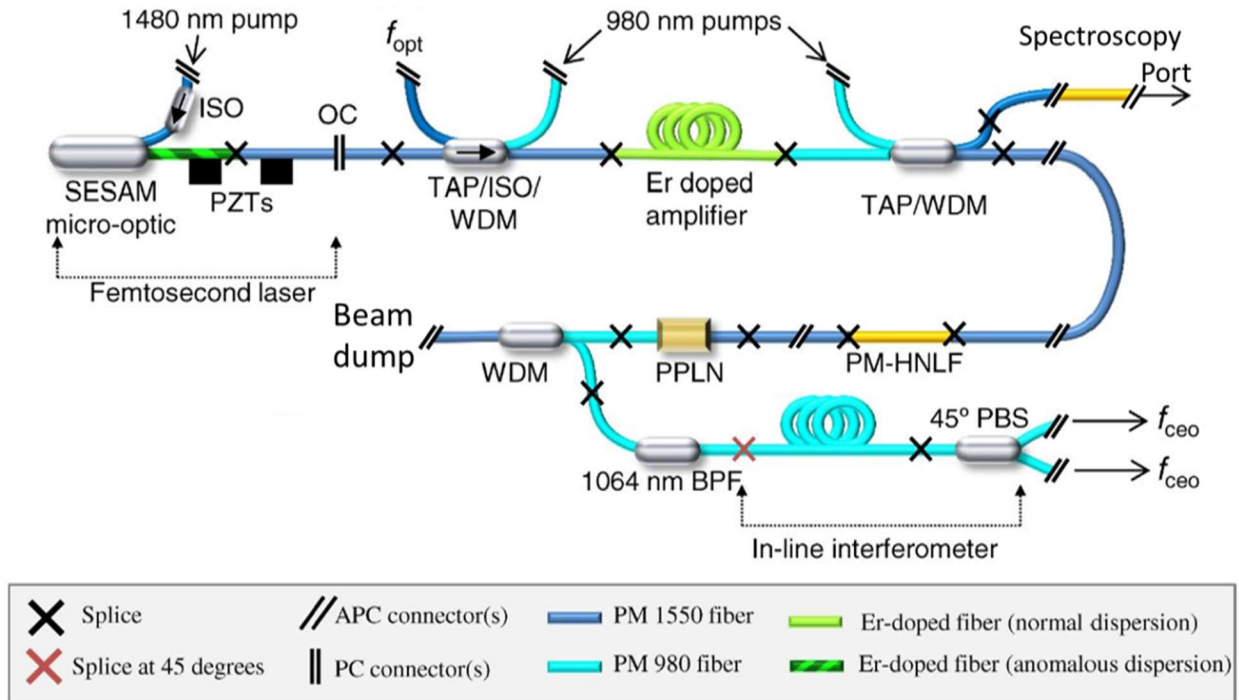 1480 nm pump
f_opt
980 nm pumps
Spectroscopy
Port
ISO
OC
SESAM
micro-optic
PZTs
TAP/ISO/
WDM
Er doped
amplifier
TAP/WDM
Femtosecond laser
Beam
dump
WDM
PPLN
PM-HNLF
45º PBS
f_ceo
f_ceo
1064 nm BPF
In-line interferometer
Splice
APC connector(s)
PM 1550 fiber
Er-doped fiber (normal dispersion)
Splice at 45 degrees
PC connector(s)
PM 980 fiber
Er-doped fiber (anomalous dispersion)